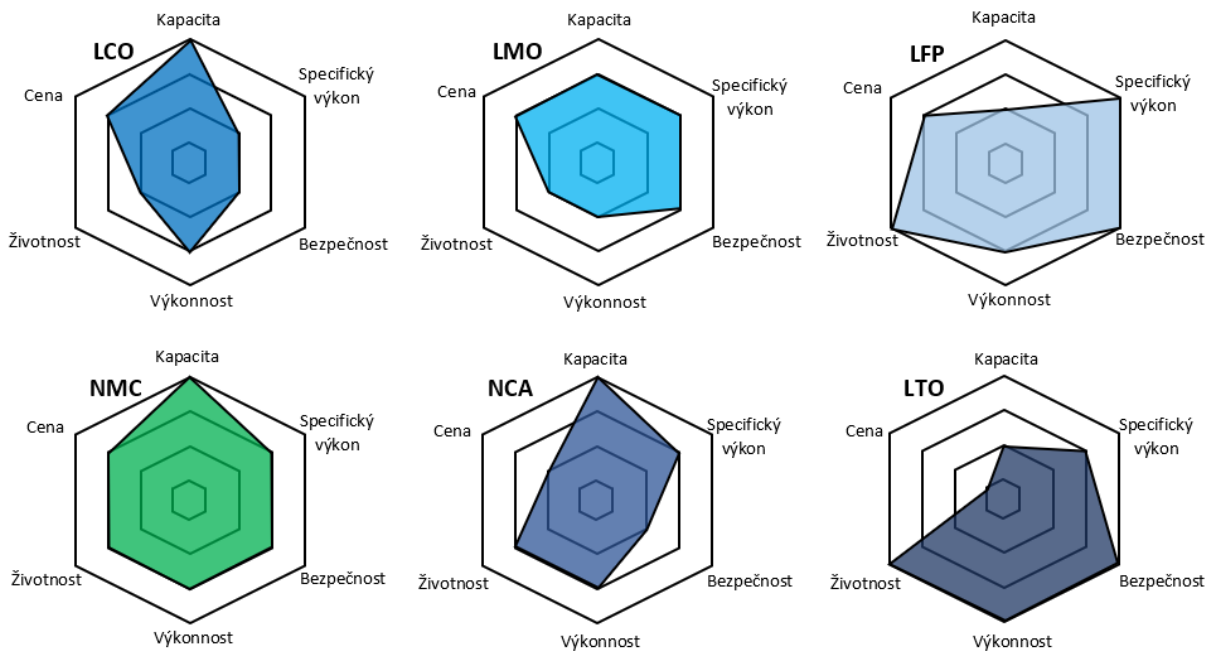 Kapacita
LCO
Specifický
výkon
Cena
Životnost
Bezpečnost
Výkonnost
Kapacita
LMO
Specifický
výkon
Cena
Životnost
Bezpečnost
Výkonnost
Kapacita
LFP
Specifický
výkon
Cena
Životnost
Bezpečnost
Výkonnost
Kapacita
NMC
Specifický
výkon
Cena
Životnost
Bezpečnost
Výkonnost
Kapacita
NCA
Specifický
výkon
Cena
Životnost
Bezpečnost
Výkonnost
Kapacita
LTO
Specifický
výkon
Cena
Životnost
Bezpečnost
Výkonnost